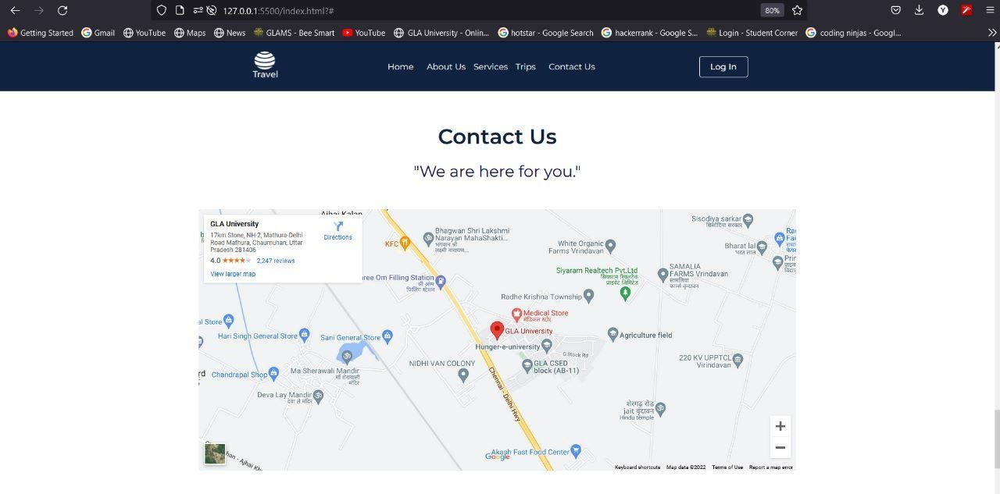 127.0.0.1:5500/index.html?#
80%
Y
Getting Started
Gmail
YouTube
Maps
News
GLAMS - Bee Smart
YouTube
GLA University - Onlin...
hotstar - Google Search
hackerrank - Google S...
Login - Student Corner
coding ninjas - Googl...
Travel
Home
About Us
Services
Trips
Contact Us
Log In
Contact Us
"We are here for you."
GLA University
17km Stone, NH-2, Mathura-Delhi
Road Mathura, Chaumuhan, Uttar
Pradesh 281406
4.0
2,247 reviews
View larger map
Directions
Ajhai Kalan
KFC
Bhagwan Shri Lakshmi
Narayan MahaShakti...
भगवान श्री
लक्ष्मी नारायण...
White Organic
Farms Vrindavan
Sisodiya sarkar
सिसोदिया सरकार
Bharat lal
भरत लाल
Siyaram Realtech Pvt.Ltd
सियाराम रियलटैक
प्राइवेट लिमिटेड
SAMALIA
FARMS Vrindavan
सामलिया
फार्म्स वृन्दावन
hree Om Filling Station
श्री ओम
फिलिंग स्टेशन
Radhe Krishna Township
Medical Store
मेडिकल स्टोर
GLA University
Hunger-e-university
Agriculture field
G Block Rd
GLA CSED
block (AB-11)
220 KV UPPTCL
Virindavan
al Store
Hari Singh General Store
Sani General Store
NIDHI VAN COLONY
Ma Sherawali Mandir
माँ शेरावाली
मंदिर
rd
Chandrapal Shop
Deva Lay Mandir
देवा ले मंदिर
Chennai - Delhi Hwy
शेरगढ़ रोड
jait वृंदावन
Hindu temple
Akash Fast Food Center
Google
Keyboard shortcuts
Map data ©2022
Terms of Use
Report a map error